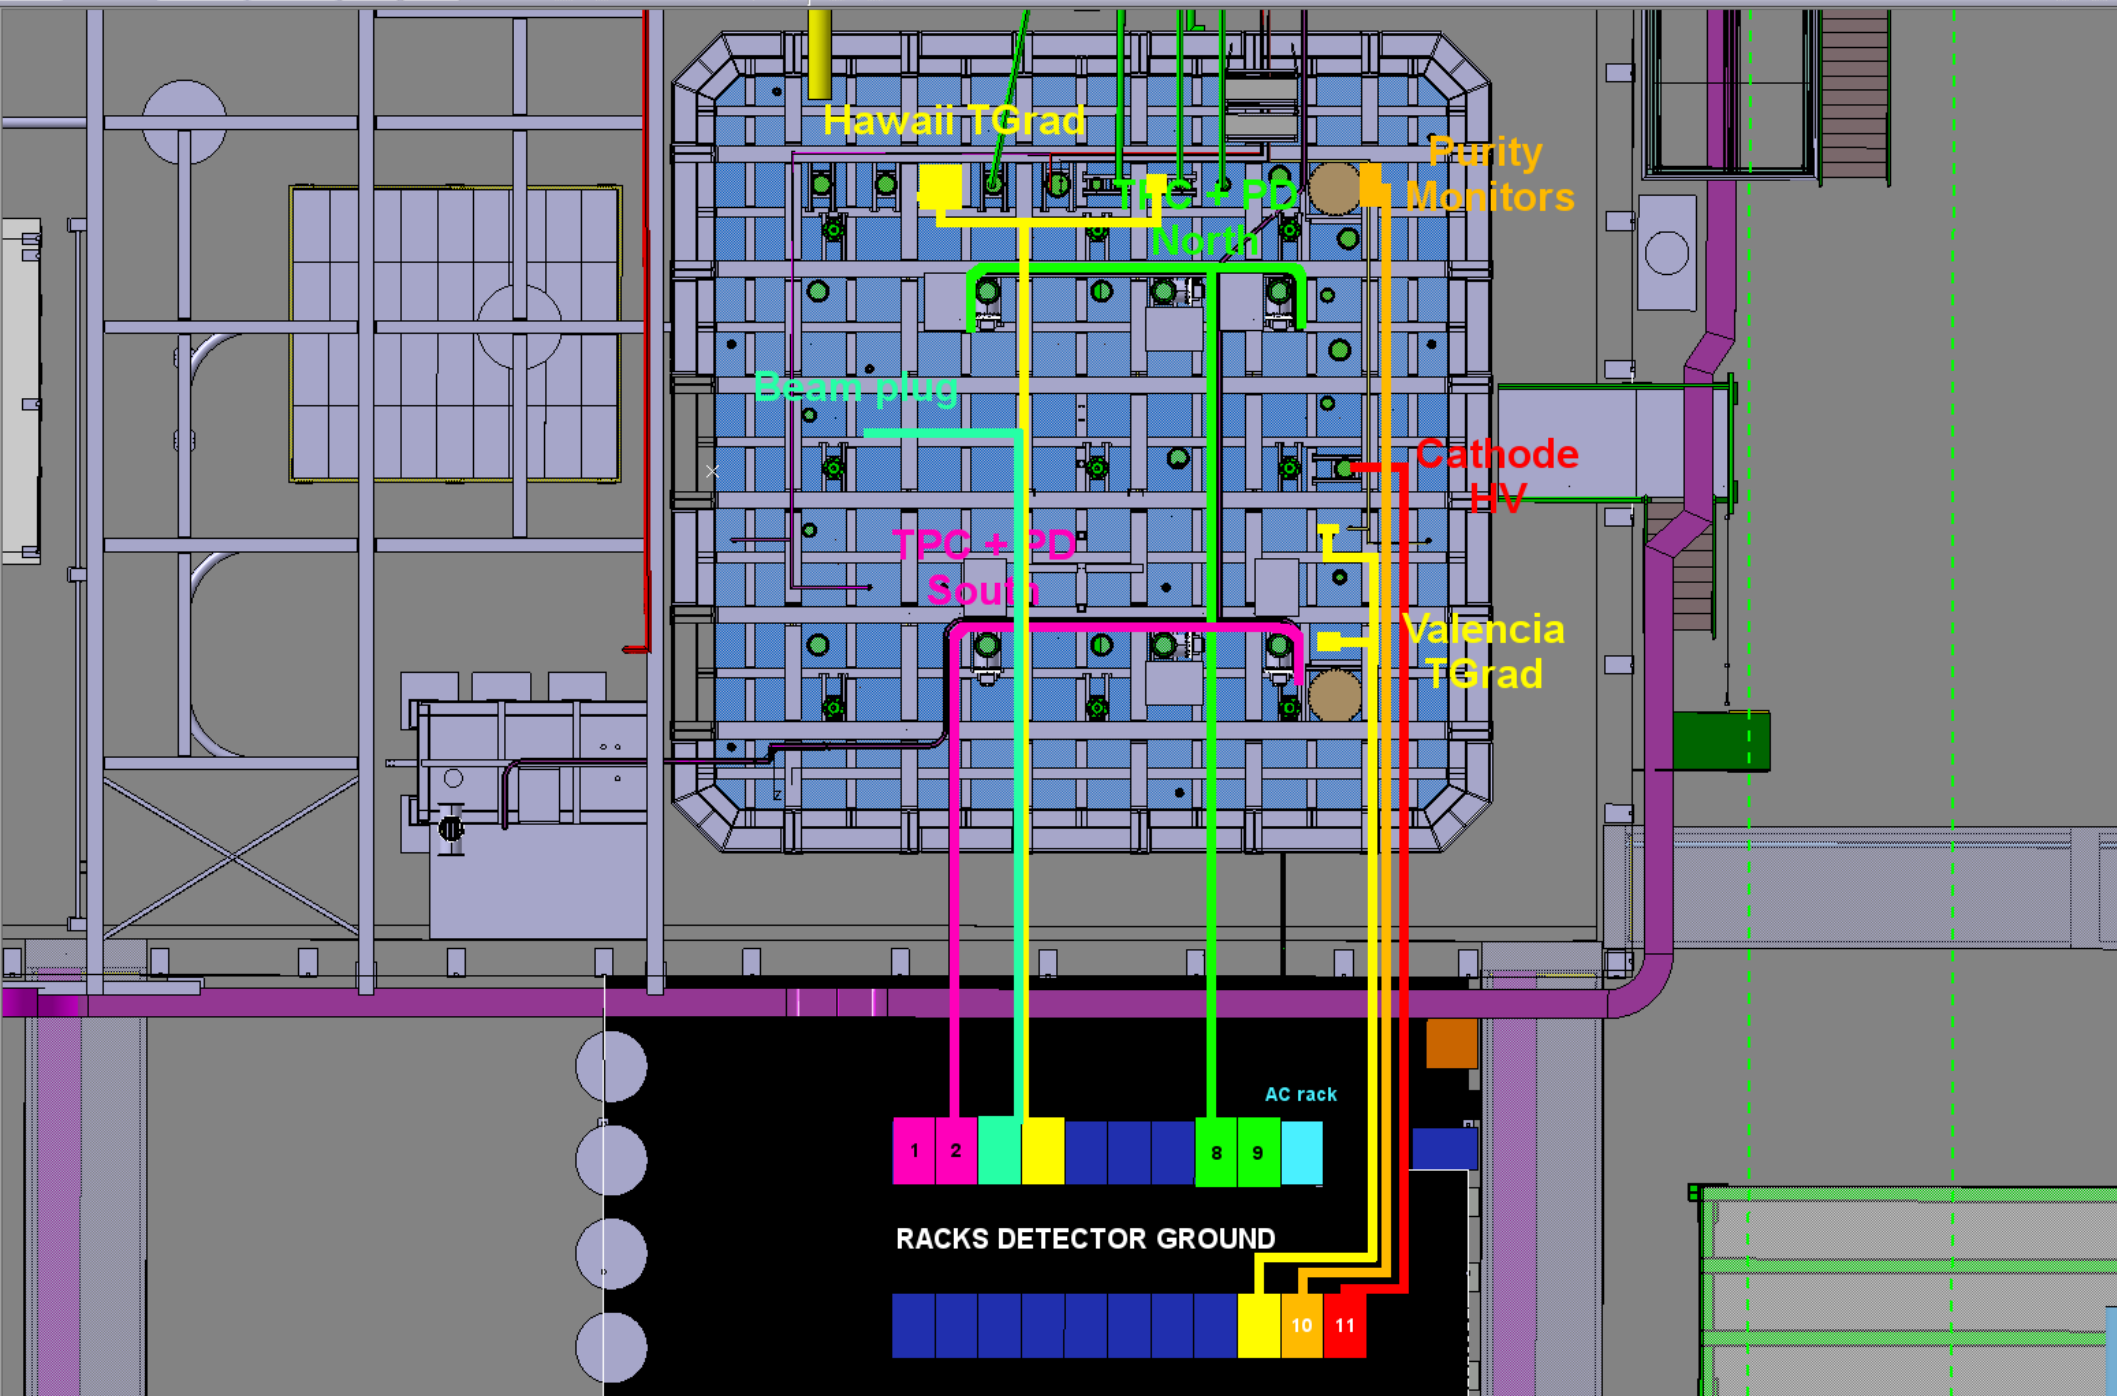 Hawaii TGrad
Purity
Monitors
TPC + PD
North
Beam plug
Cathode
HV
TPC + PD
South
Valencia
TGrad
Z
AC rack
1
2
8
9
RACKS DETECTOR GROUND
10
11